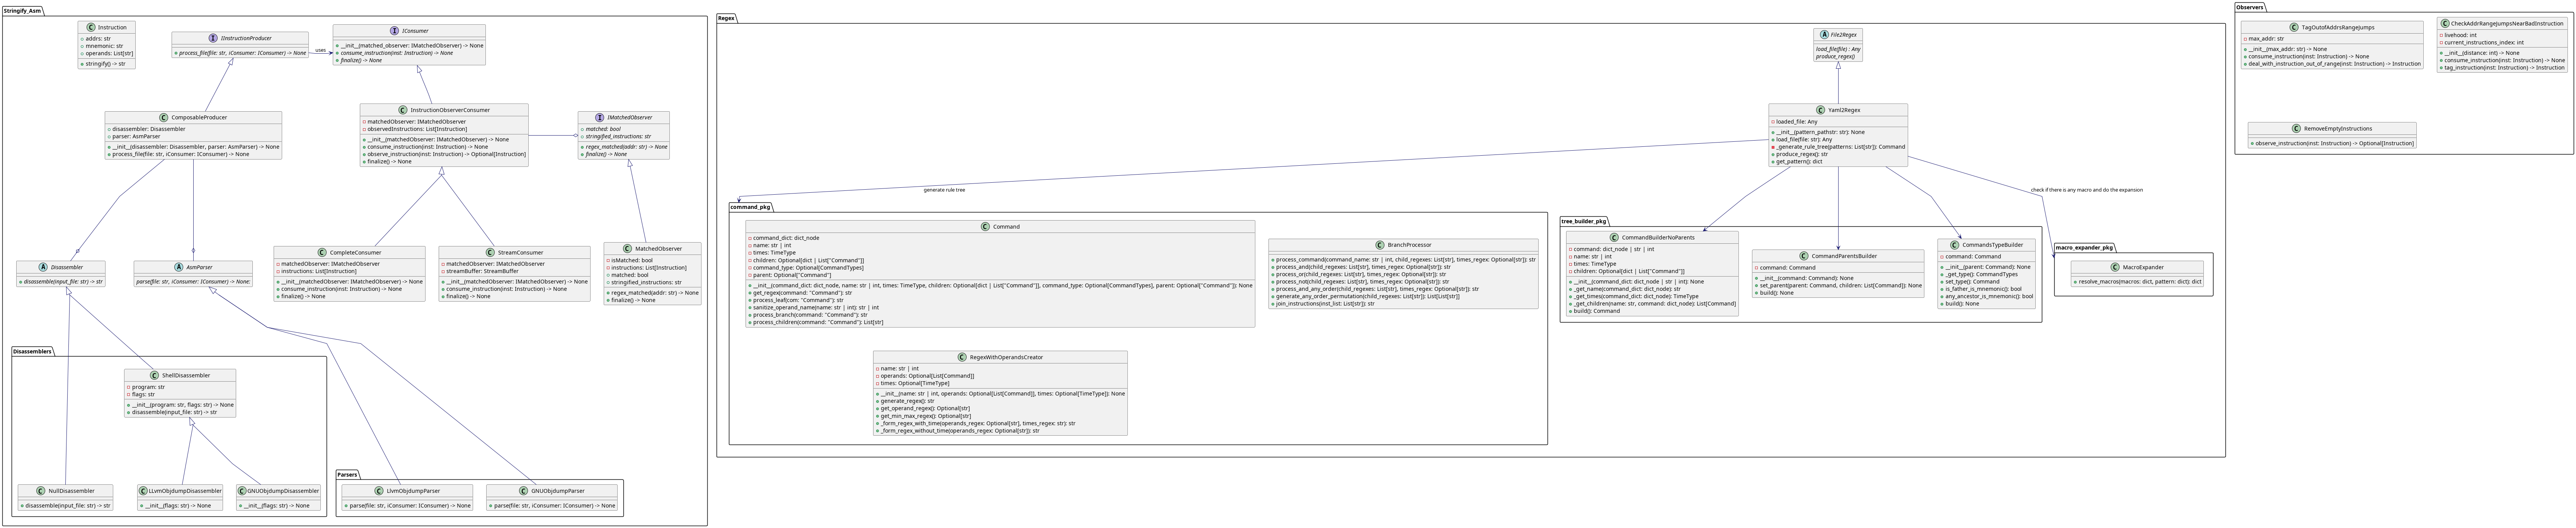 Stringify_Asm
Instruction
addrs: str
mnemonic: str
operands: List[str]
stringify() -> str
IInstructionProducer
process_file(file: str, iConsumer: IConsumer) -> None
uses
IConsumer
__init__(matched_observer: IMatchedObserver) -> None
consume_instruction(inst: Instruction) -> None
finalize() -> None
ComposableProducer
disassembler: Disassembler
parser: AsmParser
__init__(disassembler: Disassembler, parser: AsmParser) -> None
process_file(file: str, iConsumer: IConsumer) -> None
InstructionObserverConsumer
matchedObserver: IMatchedObserver
observedInstructions: List[Instruction]
__init__(matchedObserver: IMatchedObserver) -> None
consume_instruction(inst: Instruction) -> None
observe_instruction(inst: Instruction) -> Optional[Instruction]
finalize() -> None
IMatchedObserver
matched: bool
stringified_instructions: str
regex_matched(addr: str) -> None
finalize() -> None
Disassembler
disassemble(input_file: str) -> str
AsmParser
parse(file: str, iConsumer: IConsumer) -> None:
CompleteConsumer
matchedObserver: IMatchedObserver
instructions: List[Instruction]
__init__(matchedObserver: IMatchedObserver) -> None
consume_instruction(inst: Instruction) -> None
finalize() -> None
StreamConsumer
matchedObserver: IMatchedObserver
streamBuffer: StreamBuffer
__init__(matchedObserver: IMatchedObserver) -> None
consume_instruction(inst: Instruction) -> None
finalize() -> None
MatchedObserver
isMatched: bool
instructions: List[Instruction]
matched: bool
stringified_instructions: str
regex_matched(addr: str) -> None
finalize() -> None
Disassemblers
ShellDisassembler
program: str
flags: str
__init__(program: str, flags: str) -> None
disassemble(input_file: str) -> str
NullDisassembler
disassemble(input_file: str) -> str
LLvmObjdumpDisassembler
__init__(flags: str) -> None
GNUObjdumpDisassembler
__init__(flags: str) -> None
Parsers
LlvmObjdumpParser
parse(file: str, iConsumer: IConsumer) -> None
GNUObjdumpParser
parse(file: str, iConsumer: IConsumer) -> None
Regex
File2Regex
load_file(file) : Any
produce_regex()
Yaml2Regex
loaded_file: Any
__init__(pattern_pathstr: str): None
load_file(file: str): Any
_generate_rule_tree(patterns: List[str]): Command
produce_regex(): str
get_pattern(): dict
generate rule tree
check if there is any macro and do the expansion
command_pkg
Command
command_dict: dict_node
name: str | int
times: TimeType
children: Optional[dict | List["Command"]]
command_type: Optional[CommandTypes]
parent: Optional["Command"]
__init__(command_dict: dict_node, name: str | int, times: TimeType, children: Optional[dict | List["Command"]], command_type: Optional[CommandTypes], parent: Optional["Command"]): None
get_regex(command: "Command"): str
process_leaf(com: "Command"): str
sanitize_operand_name(name: str | int): str | int
process_branch(command: "Command"): str
process_children(command: "Command"): List[str]
BranchProcessor
process_command(command_name: str | int, child_regexes: List[str], times_regex: Optional[str]): str
process_and(child_regexes: List[str], times_regex: Optional[str]): str
process_or(child_regexes: List[str], times_regex: Optional[str]): str
process_not(child_regexes: List[str], times_regex: Optional[str]): str
process_and_any_order(child_regexes: List[str], times_regex: Optional[str]): str
generate_any_order_permutation(child_regexes: List[str]): List[List[str]]
join_instructions(inst_list: List[str]): str
RegexWithOperandsCreator
name: str | int
operands: Optional[List[Command]]
times: Optional[TimeType]
__init__(name: str | int, operands: Optional[List[Command]], times: Optional[TimeType]): None
generate_regex(): str
get_operand_regex(): Optional[str]
get_min_max_regex(): Optional[str]
_form_regex_with_time(operands_regex: Optional[str], times_regex: str): str
_form_regex_without_time(operands_regex: Optional[str]): str
tree_builder_pkg
CommandBuilderNoParents
command: dict_node | str | int
name: str | int
times: TimeType
children: Optional[dict | List["Command"]]
__init__(command_dict: dict_node | str | int): None
_get_name(command_dict: dict_node): str
_get_times(command_dict: dict_node): TimeType
_get_children(name: str, command: dict_node): List[Command]
build(): Command
CommandParentsBuilder
command: Command
__init__(command: Command): None
set_parent(parent: Command, children: List[Command]): None
build(): None
CommandsTypeBuilder
command: Command
__init__(parent: Command): None
_get_type(): CommandTypes
set_type(): Command
is_father_is_mnemonic(): bool
any_ancestor_is_mnemonic(): bool
build(): None
macro_expander_pkg
MacroExpander
resolve_macros(macros: dict, pattern: dict): dict
Observers
TagOutofAddrsRangeJumps
max_addr: str
__init__(max_addr: str) -> None
consume_instruction(inst: Instruction) -> None
deal_with_instruction_out_of_range(inst: Instruction) -> Instruction
CheckAddrRangeJumpsNearBadInstruction
livehood: int
current_instructions_index: int
__init__(distance: int) -> None
consume_instruction(inst: Instruction) -> None
tag_instruction(inst: Instruction) -> Instruction
RemoveEmptyInstructions
observe_instruction(inst: Instruction) -> Optional[Instruction]